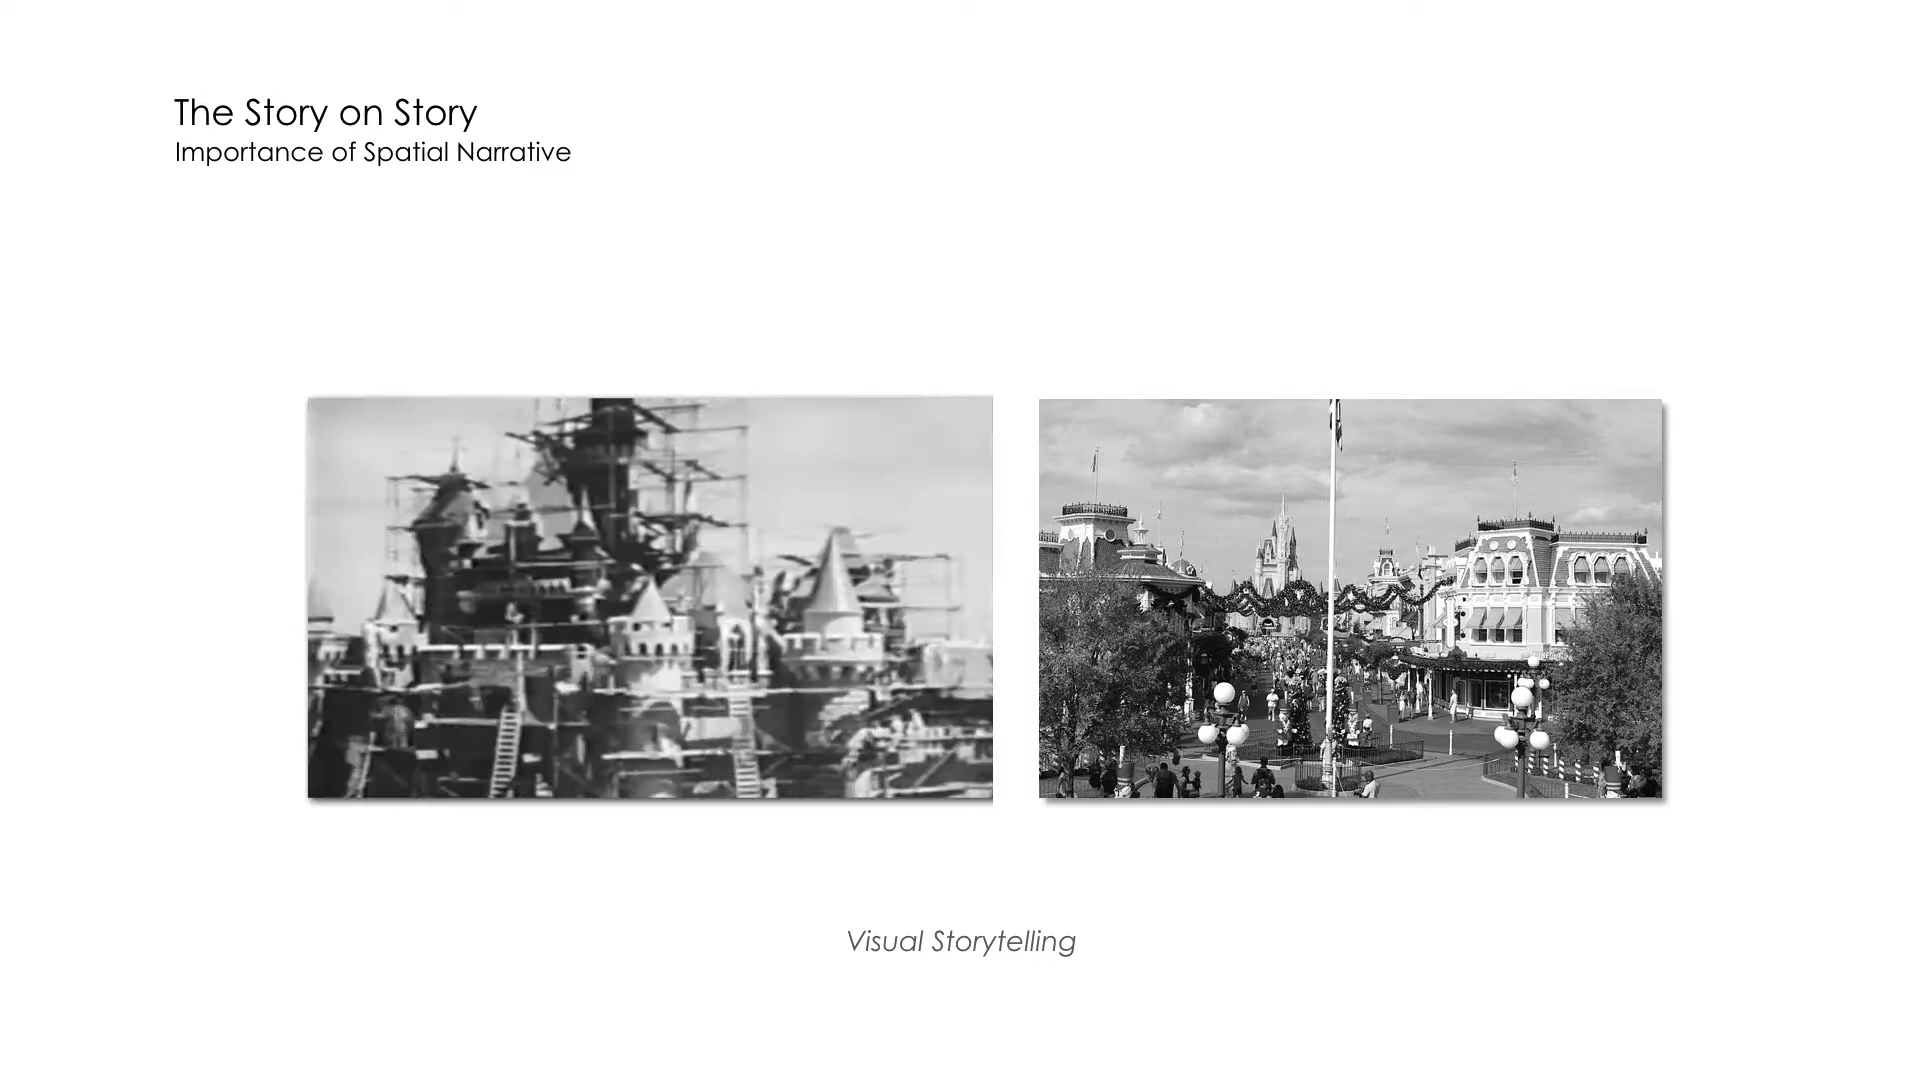 The Story on Story
Importance of Spatial Narrative
Visual Storytelling